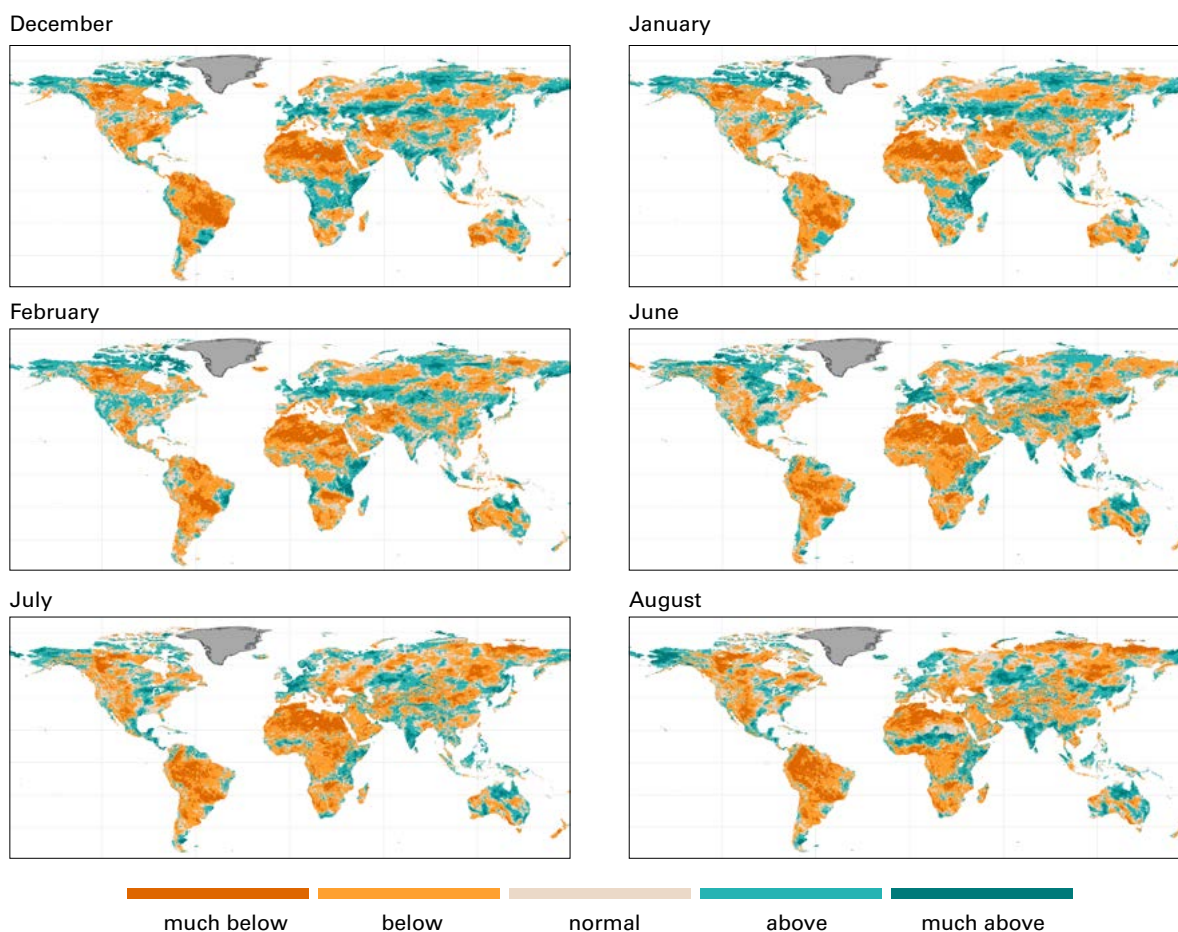 December
January
February
June
July
August
much below
below
normal
above
much above